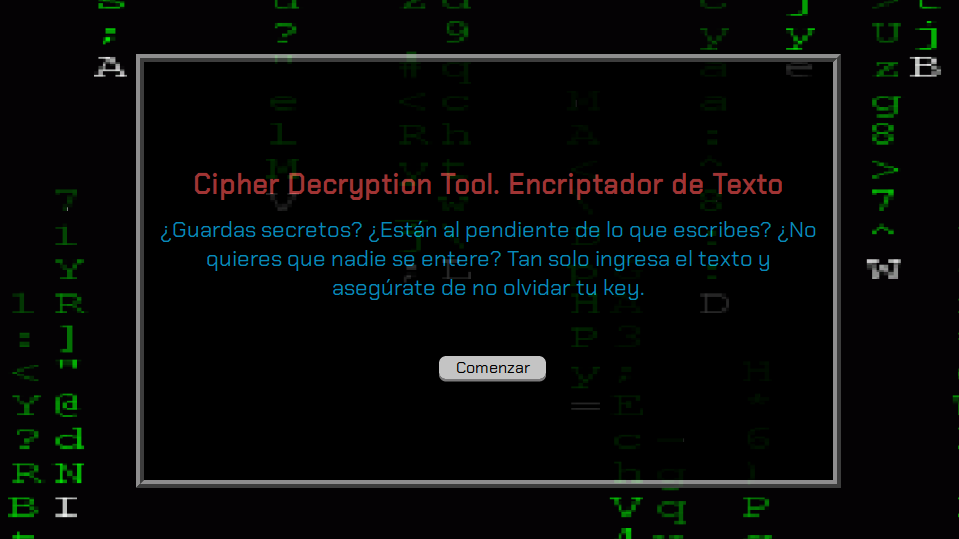 Cipher Decryption Tool. Encriptador de Texto
¿Guardas secretos? ¿Están al pendiente de lo que escribes? ¿No
quieres que nadie se entere? Tan solo ingresa el texto y
asegúrate de no olvidar tu key.
Comenzar